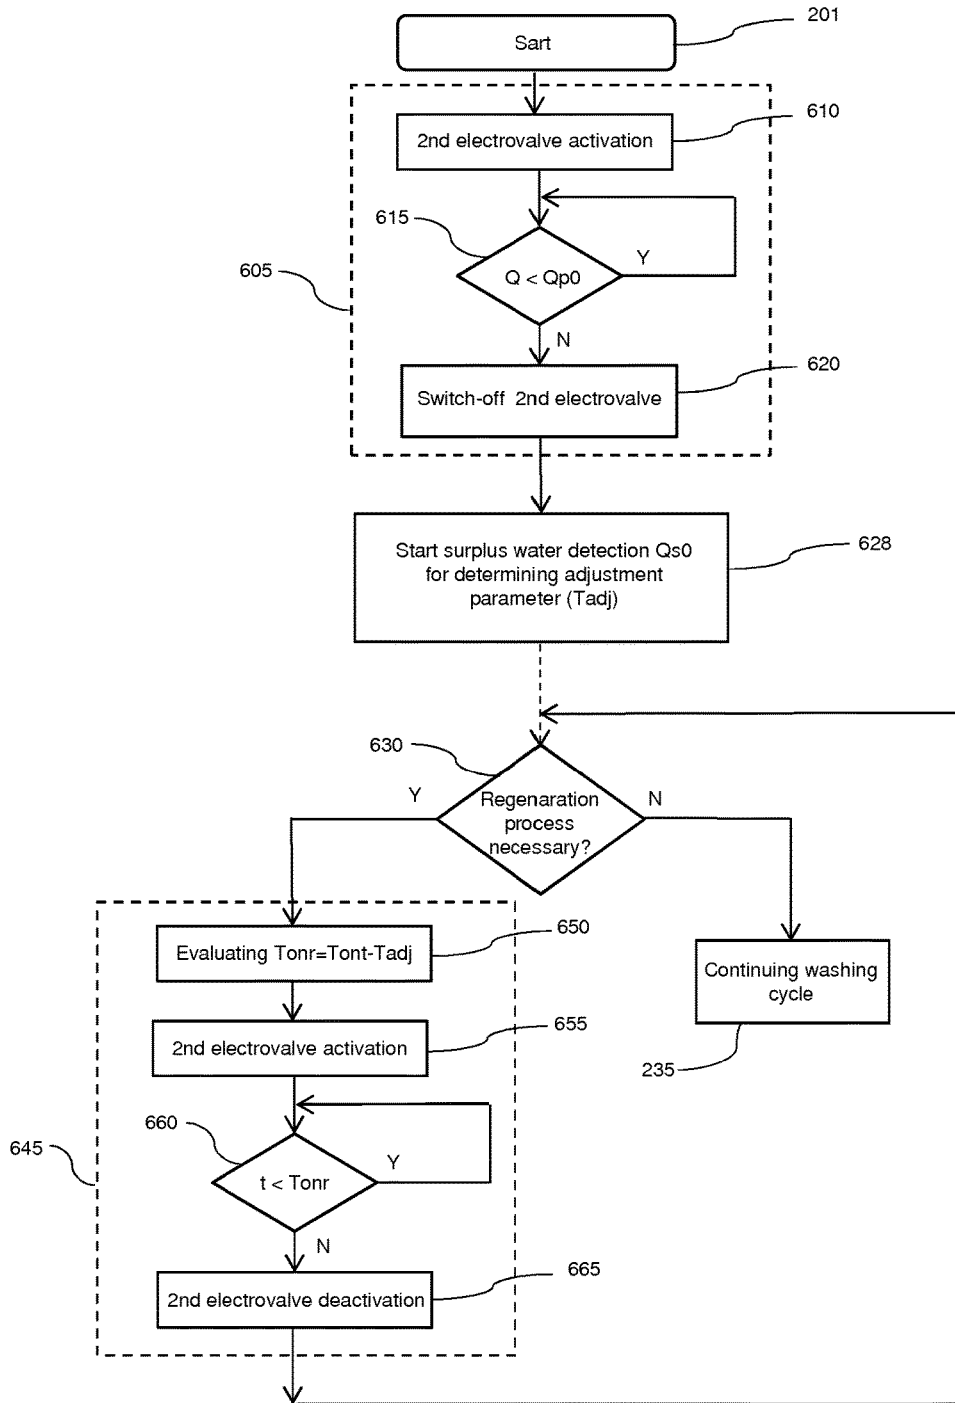 Sart
201
2nd electrovalve activation
610
615
Q < Qp0
Y
605
N
Switch-off 2nd electrovalve
620
Start surplus water detection Qs0
for determining adjustment
parameter (Tadj)
628
630
Y
Regenaration
process
necessary?
N
Evaluating Tonr=Tont-Tadj
650
Continuing washing
cycle
235
2nd electrovalve activation
655
660
t < Tonr
Y
645
N
2nd electrovalve deactivation
665